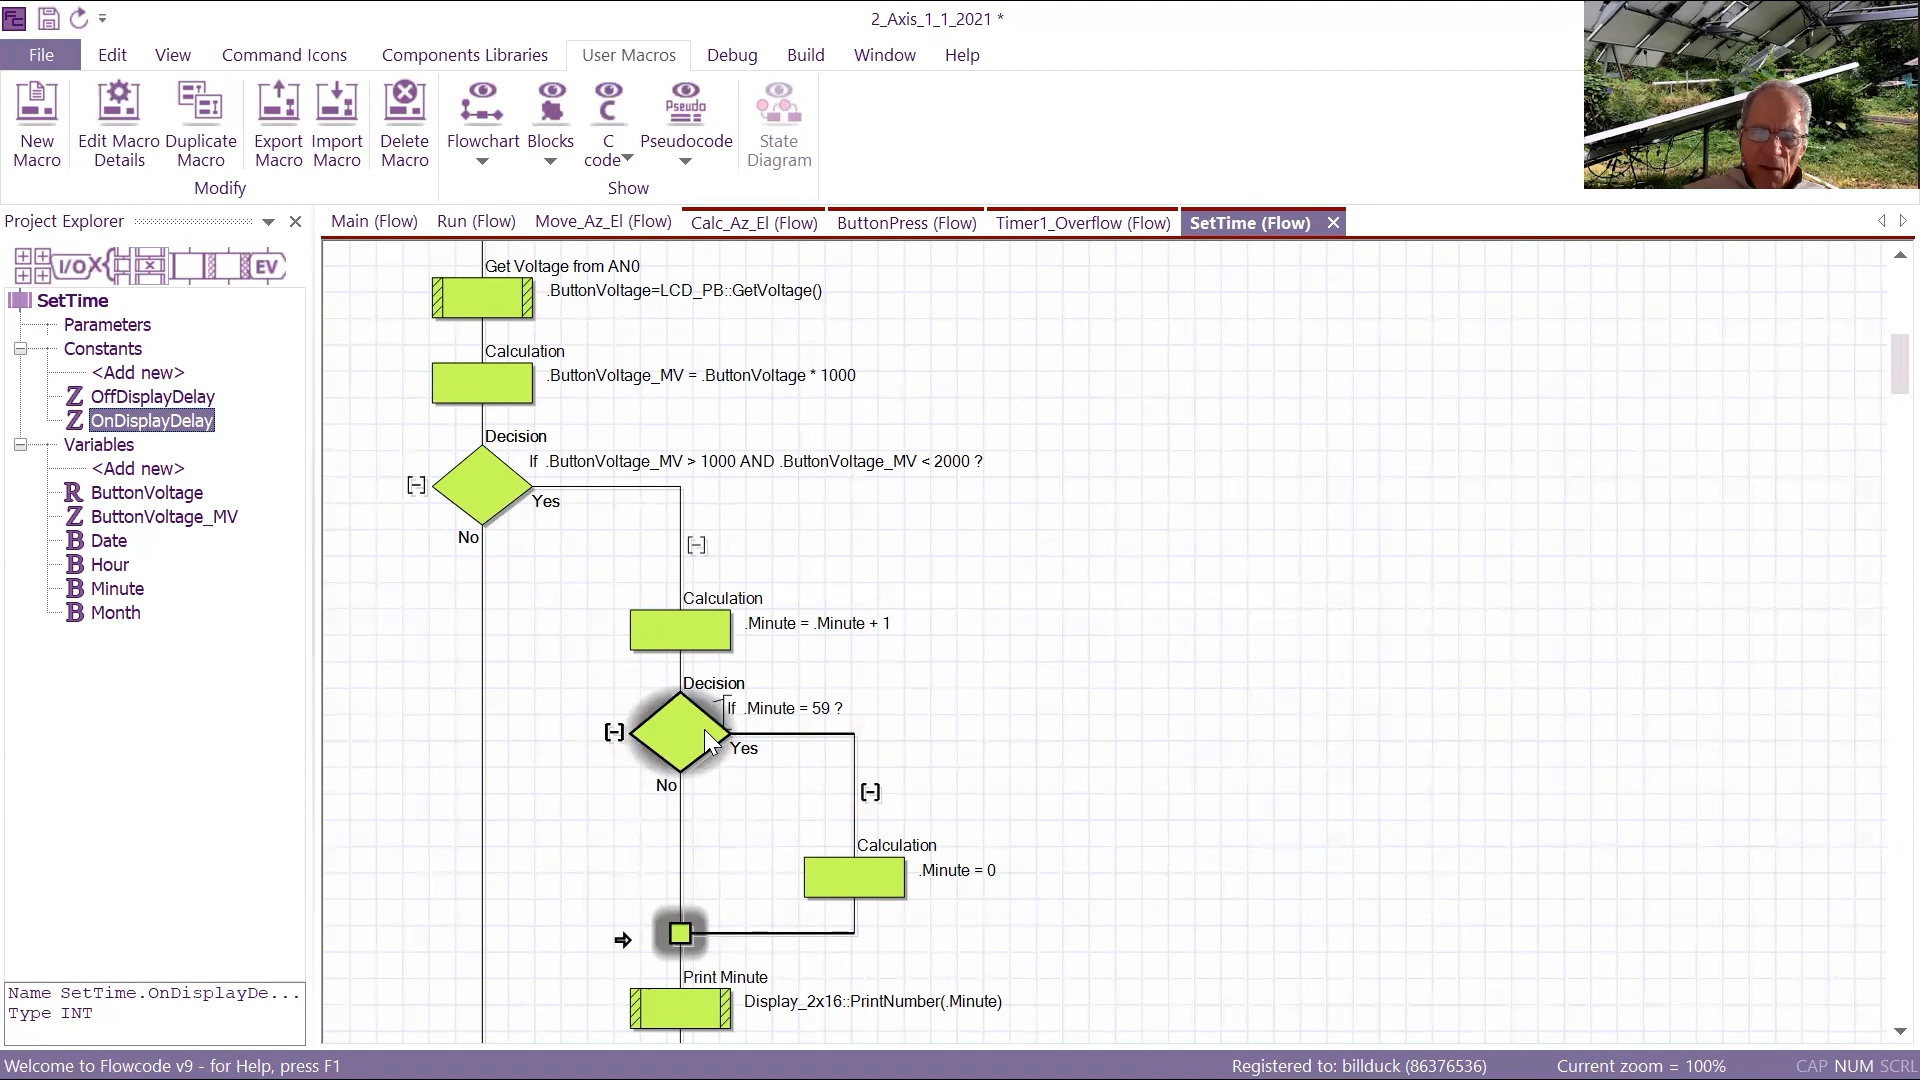 FC
2_Axis_1_1_2021 *
File
Edit
View
Command Icons
Components Libraries
User Macros
Debug
Build
Window
Help
New
Macro
Edit Macro
Details
Duplicate
Macro
Export
Macro
Import
Macro
Delete
Macro
Flowchart
Blocks
C
code
Pseudo
Pseudocode
State
Diagram
Modify
Show
Project Explorer
Main (Flow)
Run (Flow)
Move_Az_El (Flow)
Calc_Az_El (Flow)
ButtonPress (Flow)
Timer1_Overflow (Flow)
SetTime (Flow)
I/O
X
EV
SetTime
Parameters
Constants
<Add new>
Z OffDisplayDelay
Z OnDisplayDelay
Variables
<Add new>
R ButtonVoltage
Z ButtonVoltage_MV
B Date
B Hour
B Minute
B Month
Name SetTime.OnDisplayDe...
Type INT
Get Voltage from AN0
.ButtonVoltage=LCD_PB::GetVoltage()
Calculation
.ButtonVoltage_MV = .ButtonVoltage * 1000
Decision
If .ButtonVoltage_MV > 1000 AND .ButtonVoltage_MV < 2000 ?
Yes
No
Calculation
.Minute = .Minute + 1
Decision
If .Minute = 59 ?
Yes
No
Calculation
.Minute = 0
Print Minute
Display_2x16::PrintNumber(.Minute)
Welcome to Flowcode v9 - for Help, press F1
Registered to: billduck (86376536)
Current zoom = 100%
CAP NUM SCRL